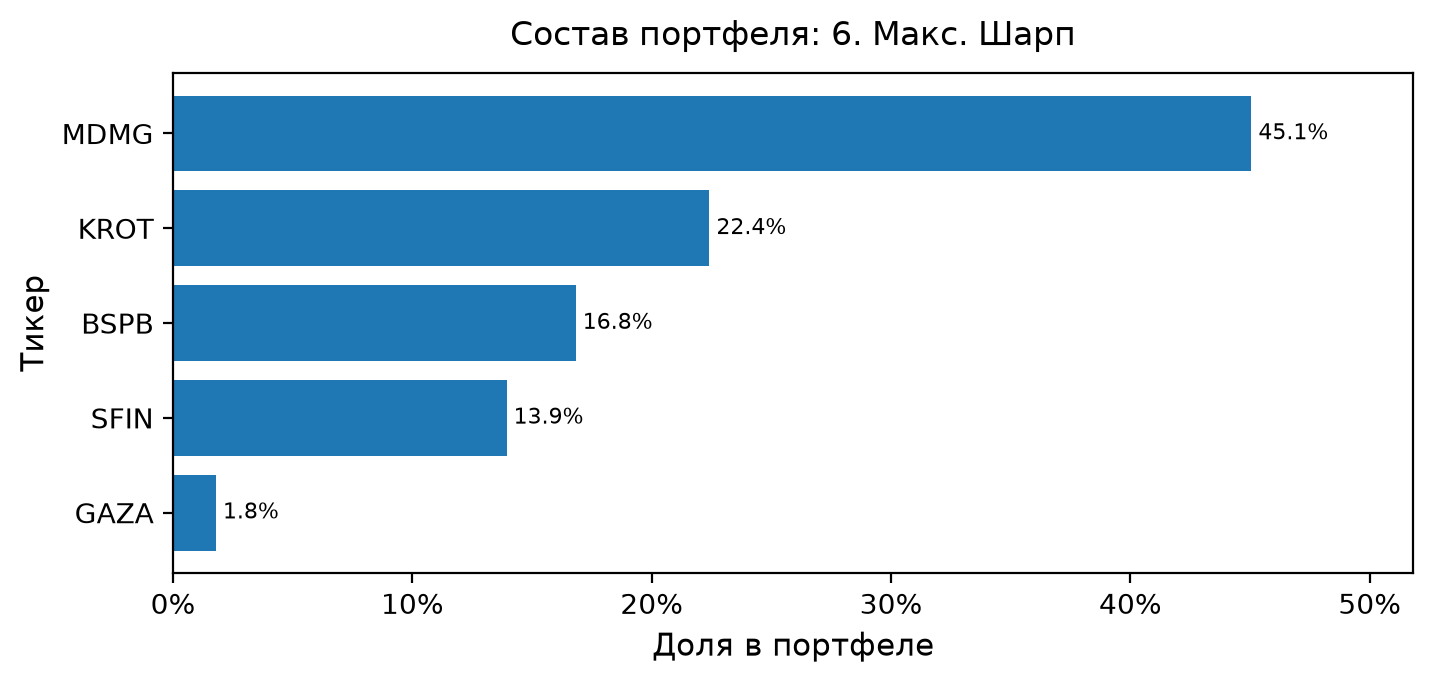 Состав портфеля: 6. Макс. Шарп
Тикер
MDMG 45.1%
KROT 22.4%
BSPB 16.8%
SFIN 13.9%
GAZA 1.8%
0% 10% 20% 30% 40% 50%
Доля в портфеле